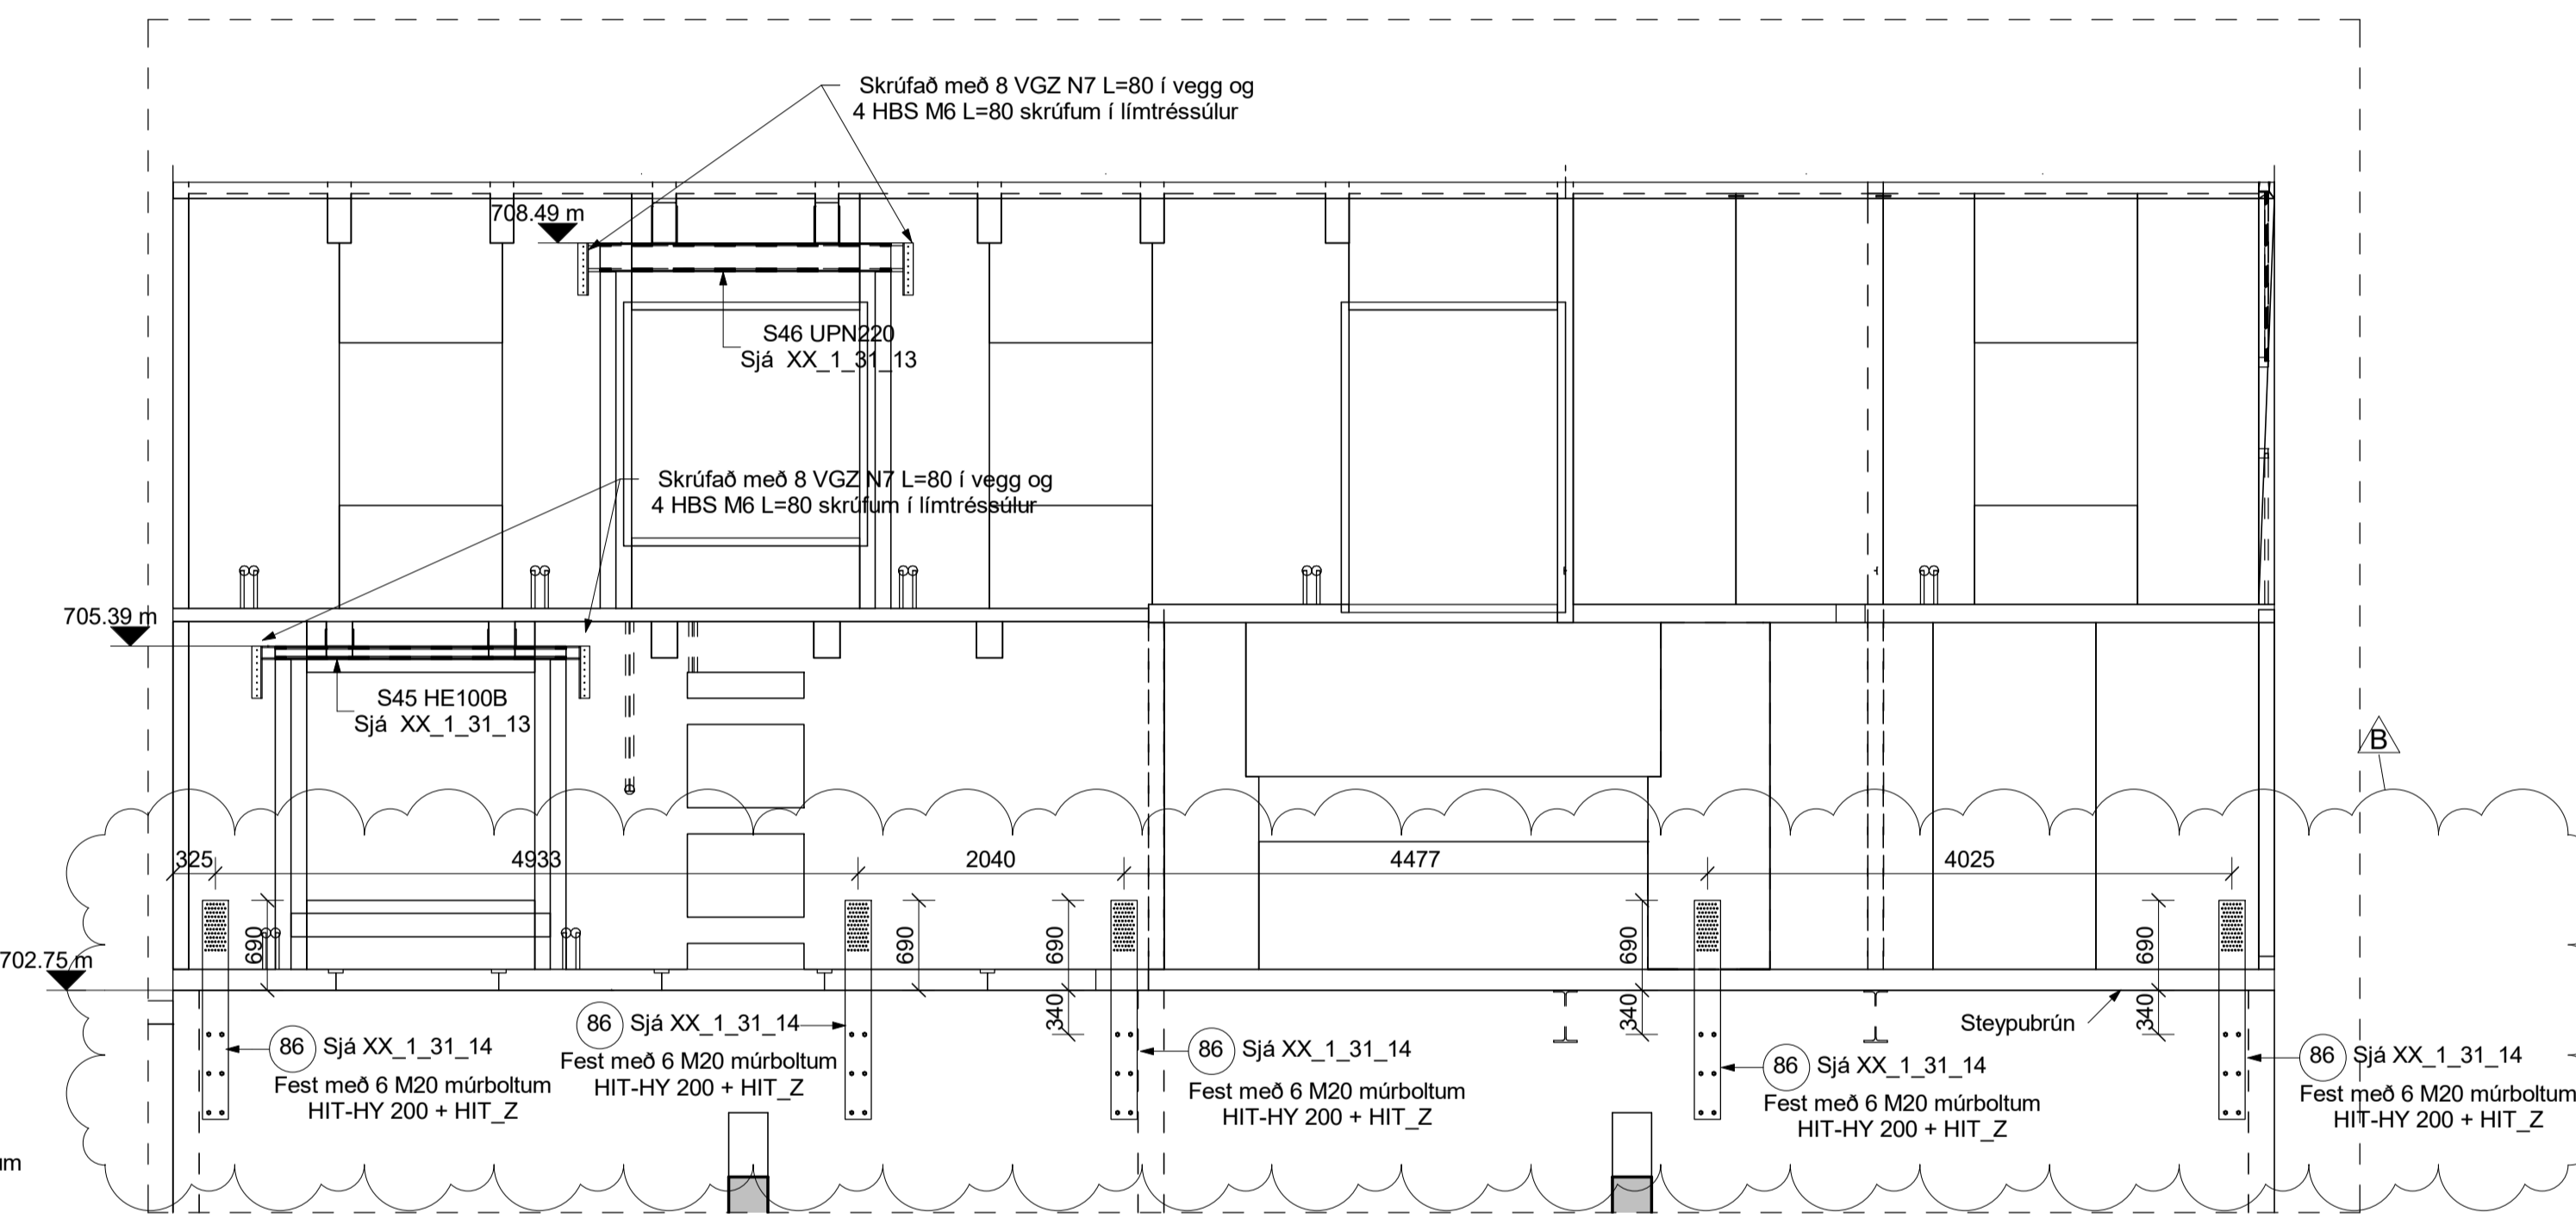 Skrúfað með 8 VGZ N7 L=80 í vegg og
4 HBS M6 L=80 skrúfum í límtréssúlur
708.49 m
S46 UPN220
Sjá XX_1_31_13
Skrúfað með 8 VGZ N7 L=80 í vegg og
4 HBS M6 L=80 skrúfum í límtréssúlur
705.39 m
S45 HE100B
Sjá XX_1_31_13
B
325
4933
2040
4477
4025
690
690
690
690
690
702.75 m
340
340
340
Steypubrún
86 Sjá XX_1_31_14
Fest með 6 M20 múrboltum
HIT-HY 200 + HIT_Z
86 Sjá XX_1_31_14
Fest með 6 M20 múrboltum
HIT-HY 200 + HIT_Z
86 Sjá XX_1_31_14
Fest með 6 M20 múrboltum
HIT-HY 200 + HIT_Z
86 Sjá XX_1_31_14
Fest með 6 M20 múrboltum
HIT-HY 200 + HIT_Z
86 Sjá XX_1_31_14
Fest með 6 M20 múrboltum
HIT-HY 200 + HIT_Z